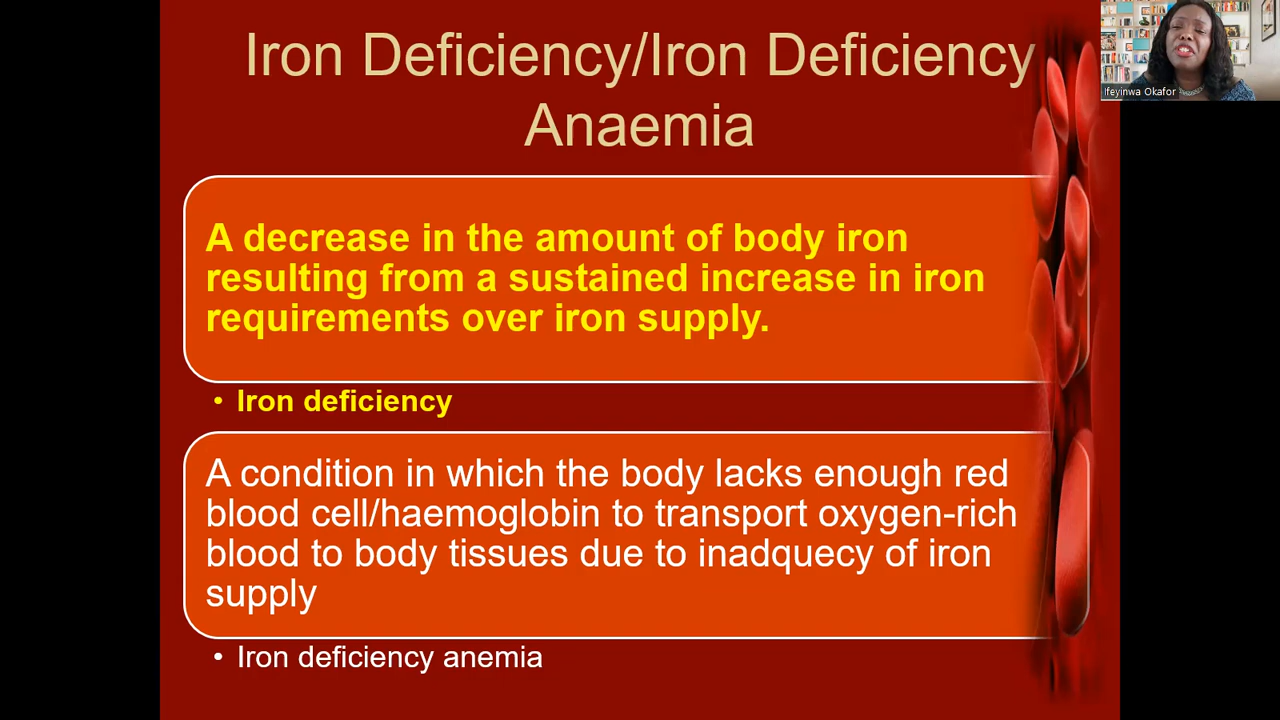 Iron Deficiency/Iron Deficiency
Anaemia
Ifeyinwa Okafor
A decrease in the amount of body iron
resulting from a sustained increase in iron
requirements over iron supply.
• Iron deficiency
A condition in which the body lacks enough red
blood cell/haemoglobin to transport oxygen-rich
blood to body tissues due to inadquecy of iron
supply
• Iron deficiency anemia